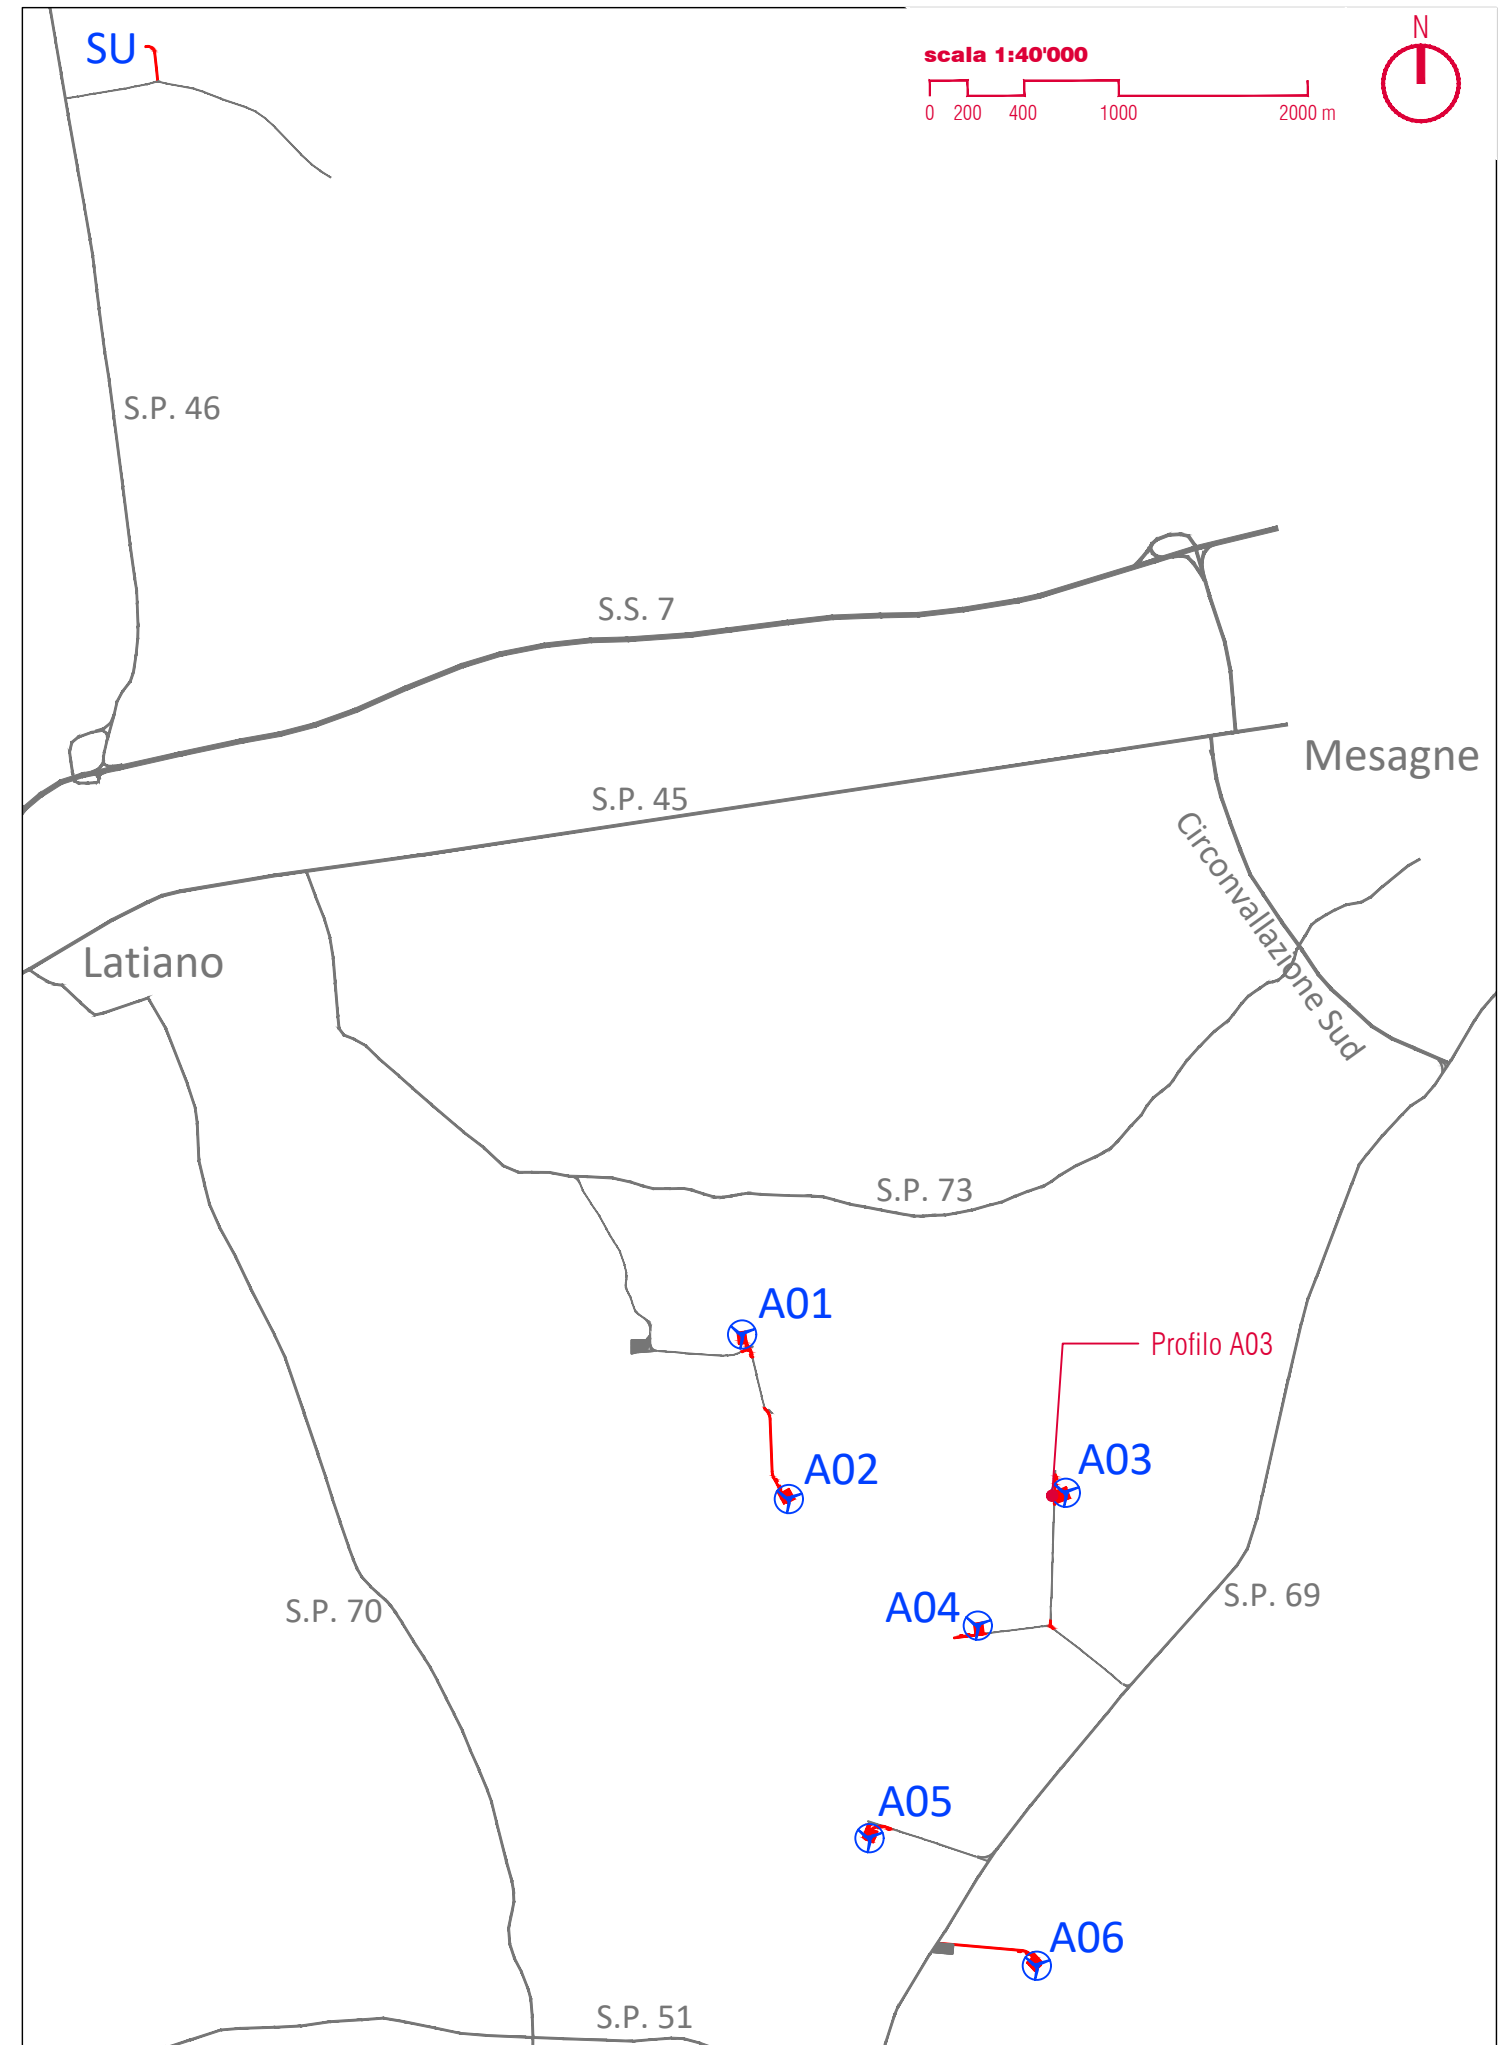 SU
scala 1:40'000
N
0 200 400 1000 2000 m
S.P. 46
S.S. 7
Mesagne
S.P. 45
Circonvallazione Sud
Latiano
S.P. 73
A01
Profilo A03
A03
A02
S.P. 69
A04
S.P. 70
A05
A06
S.P. 51